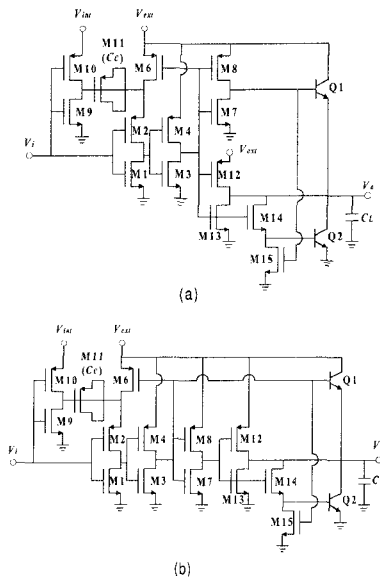 Vint Vext
M11
(Cc)
M10 M6 M8
M9 M7 Q1
Vi M2 M4 Vext
M1 M3 M12
Vo
M13 M14 CL
M15 Q2
(a)
Vint Vext
M11
(Cc)
M10 M6 Q1
M9
Vi M2 M4 M8 M12 V
M1 M3 M7 M13 M14 C
M15 Q2
(b)